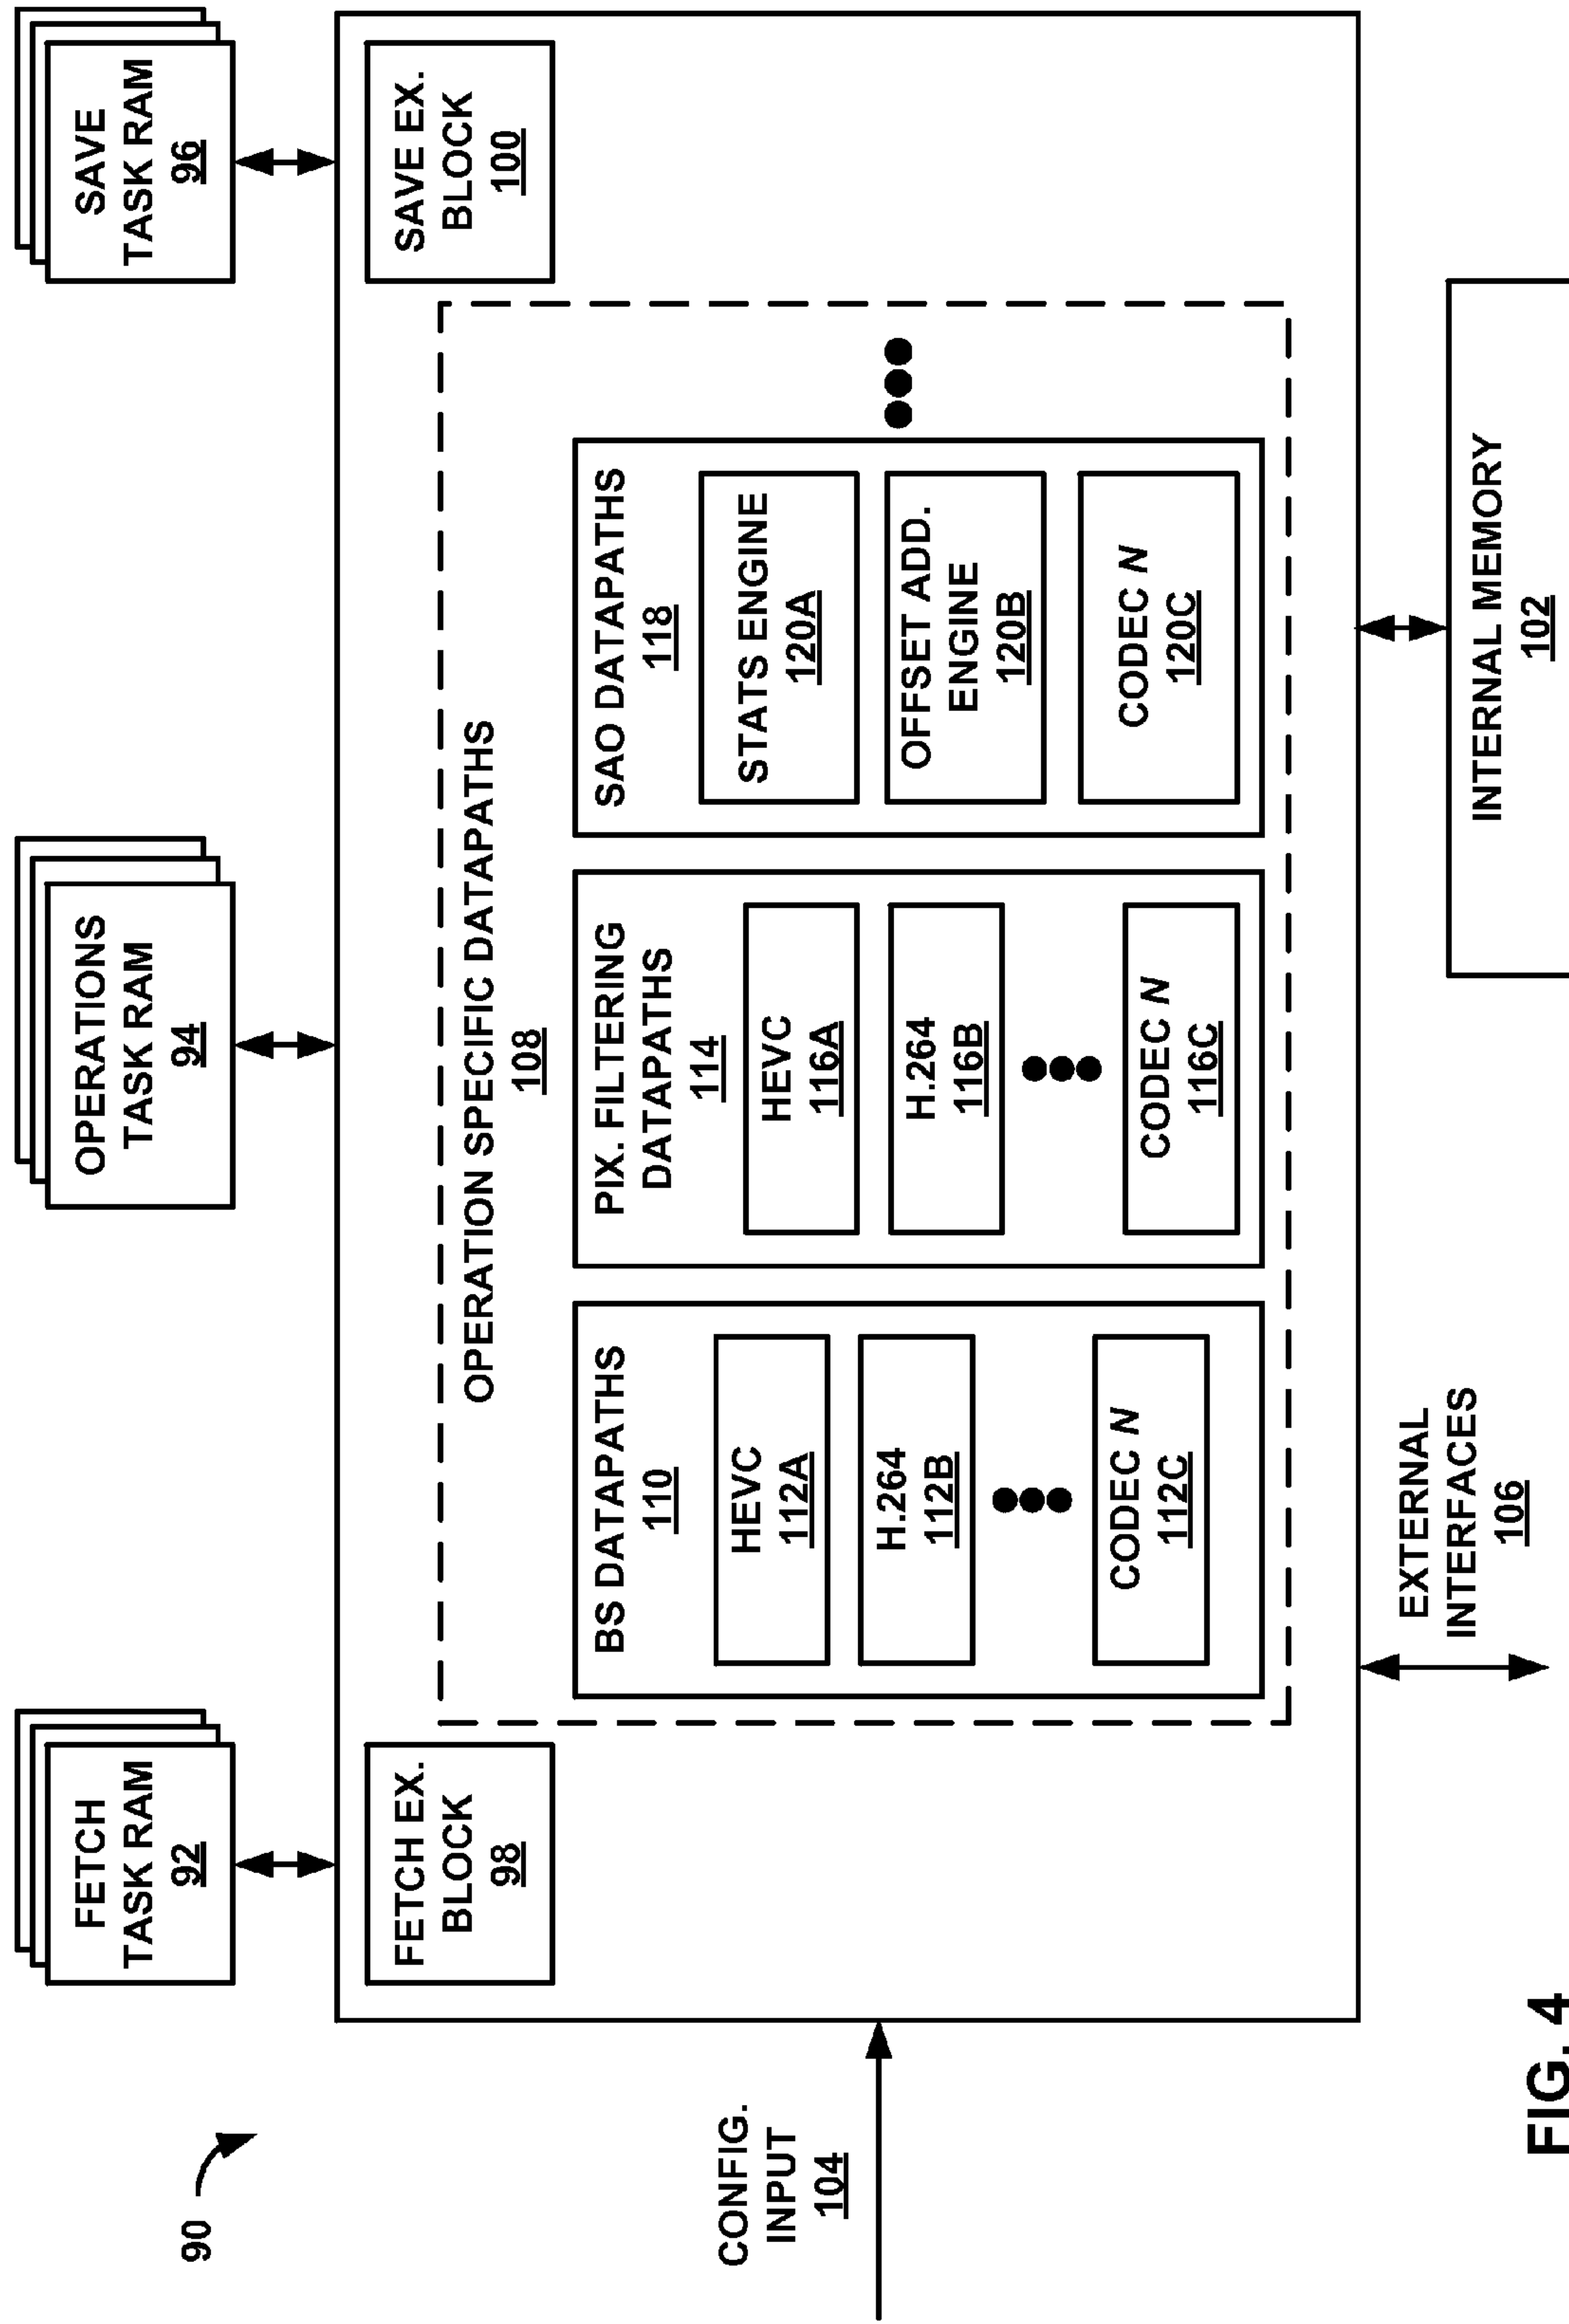 90
FETCH
TASK RAM
92
OPERATIONS
TASK RAM
94
SAVE
TASK RAM
96
CONFIG.
INPUT
104
FETCH EX.
BLOCK
98
SAVE EX.
BLOCK
100
OPERATION SPECIFIC DATAPATHS
108
BS DATAPATHS
110
HEVC
112A
H.264
112B
CODEC N
112C
PIX. FILTERING
DATAPATHS
114
HEVC
116A
H.264
116B
CODEC N
116C
SAO DATAPATHS
118
STATS ENGINE
120A
OFFSET ADD.
ENGINE
120B
CODEC N
120C
EXTERNAL
INTERFACES
106
INTERNAL MEMORY
102
FIG. 4